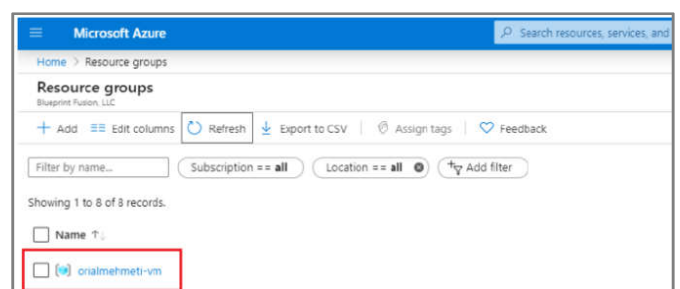 Microsoft Azure
Search resources, services, and
Home > Resource groups
Resource groups
Blueprint Fusion, LLC
Add Edit columns Refresh Export to CSV Assign tags Feedback
Filter by name... Subscription == all Location == all Add filter
Showing 1 to 8 of 8 records.
Name ↑↓
orialmehmeti-vm